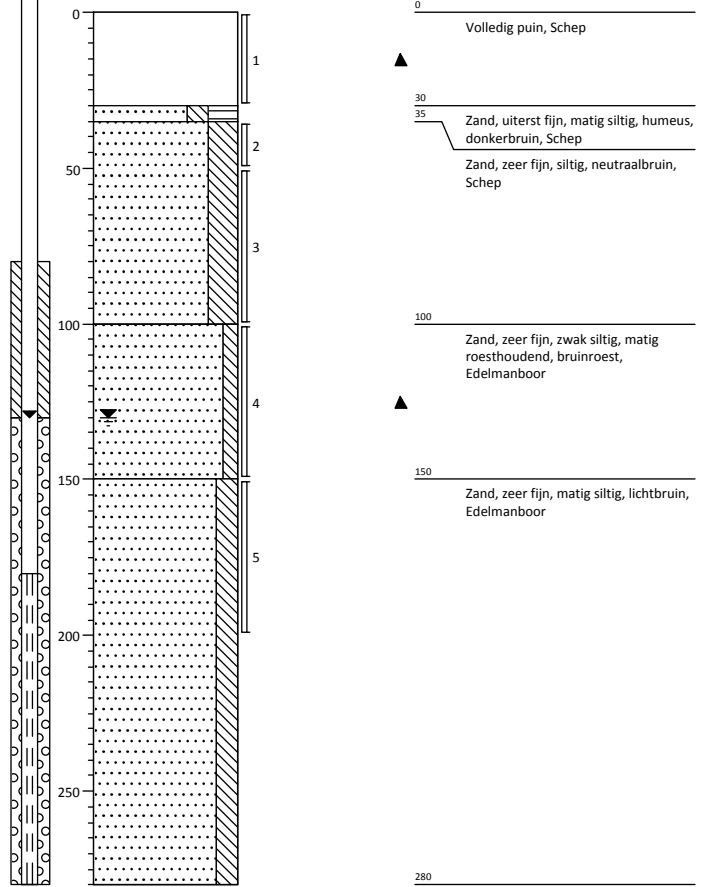 0
50
100
150
200
250
1
2
3
4
5
0
Volledig puin, Schep
30
35
Zand, uiterst fijn, matig siltig, humeus,
donkerbruin, Schep
Zand, zeer fijn, siltig, neutraalbruin,
Schep
100
Zand, zeer fijn, zwak siltig, matig
roesthoudend, bruinroest,
Edelmanboor
150
Zand, zeer fijn, matig siltig, lichtbruin,
Edelmanboor
280